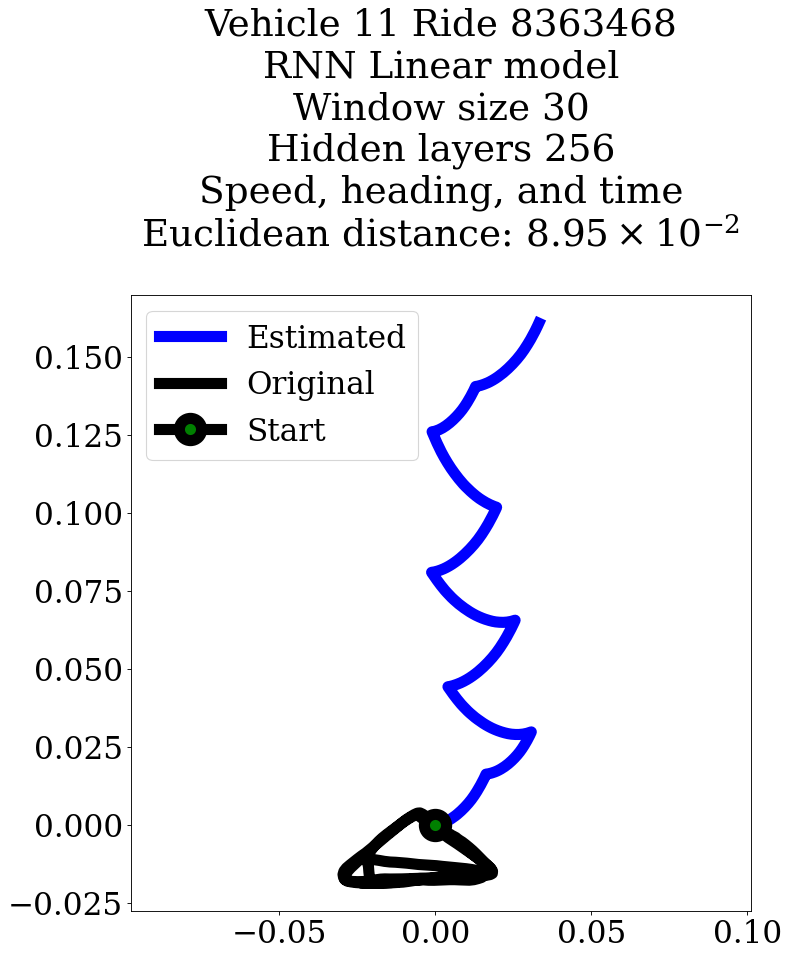 Vehicle 11 Ride 8363468
RNN Linear model
Window size 30
Hidden layers 256
Speed, heading, and time
Euclidean distance: 8.95 × 10⁻²
Estimated
Original
Start
0.150
0.125
0.100
0.075
0.050
0.025
0.000
−0.025
−0.05 0.00 0.05 0.10